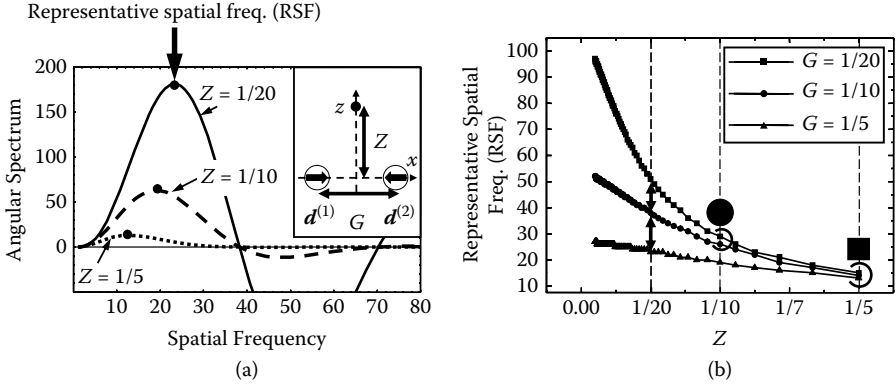 Representative spatial freq. (RSF)
200
150
100
50
0
Angular Spectrum
Z = 1/20
Z = 1/10
Z = 1/5
z
Z
x
d(1)
G
d(2)
10 20 30 40 50 60 70 80
Spatial Frequency
(a)
100
90
80
70
60
50
40
30
20
10
Representative Spatial
Freq. (RSF)
G = 1/20
G = 1/10
G = 1/5
0.00 1/20 1/10 1/7 1/5
Z
(b)